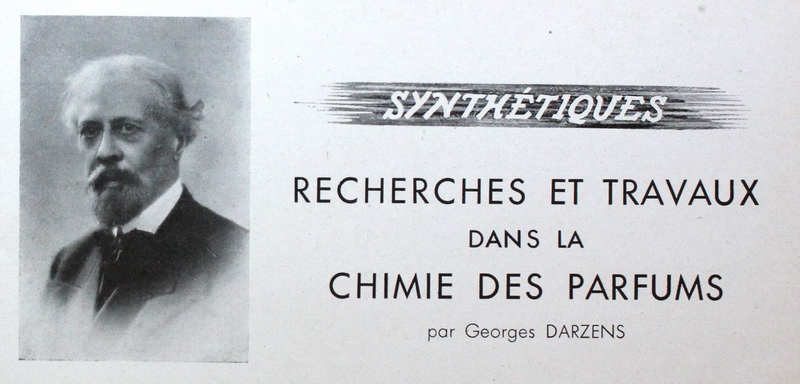 SYNTHÉTIQUES
RECHERCHES ET TRAVAUX
DANS LA
CHIMIE DES PARFUMS
par Georges DARZENS